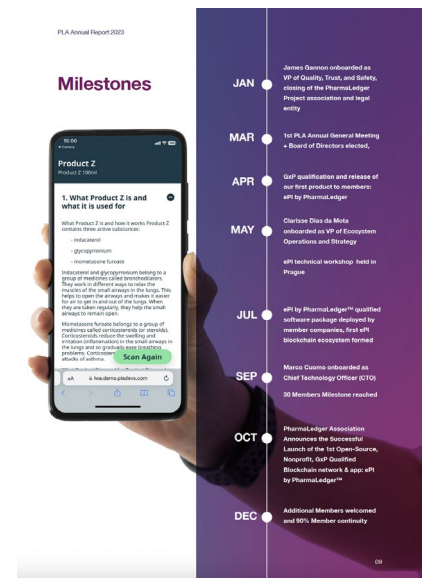 PLA Annual Report 2023
Milestones
15:00
Camera
Product Z
Product Z 100ml
1. What Product Z is and
what it is used for
What Product Z is and how it works Product Z
contains three active substances:
- indacaterol
- glycopyrronium
- mometasone furoate
Indacaterol and glycopyrronium belong to a
group of medicines called bronchodilators.
They work in different ways to relax the
muscles of the small airways in the lungs. This
helps to open the airways and makes it easier
for air to get in and out of the lungs. When
they are taken regularly, they help the small
airways to remain open.
Mometasone furoate belongs to a group of
medicines called corticosteroids (or steroids).
Corticosteroids reduce the swelling and
irritation (inflammation) in the small airways in
the lungs and so gradually ease breathing
problems. Corticoster
attacks of asthma.
Scan Again
AA
lwa.demo.pladevs.com
JAN
James Gannon onboarded as
VP of Quality, Trust, and Safety,
closing of the PharmaLedger
Project association and legal
entity
MAR
1st PLA Annual General Meeting
+ Board of Directors elected,
APR
GxP qualification and release of
our first product to members:
ePI by PharmaLedger
MAY
Clarisse Dias da Mota
onboarded as VP of Ecosystem
Operations and Strategy
ePI technical workshop held in
Prague
JUL
ePI by PharmaLedger™ qualified
software package deployed by
member companies, first ePI
blockchain ecosystem formed
SEP
Marco Cuomo onboarded as
Chief Technology Officer (CTO)
30 Members Milestone reached
OCT
PharmaLedger Association
Announces the Successful
Launch of the 1st Open-Source,
Nonprofit, GxP Qualified
Blockchain network & app: ePI
by PharmaLedger™
DEC
Additional Members welcomed
and 90% Member continuity
09